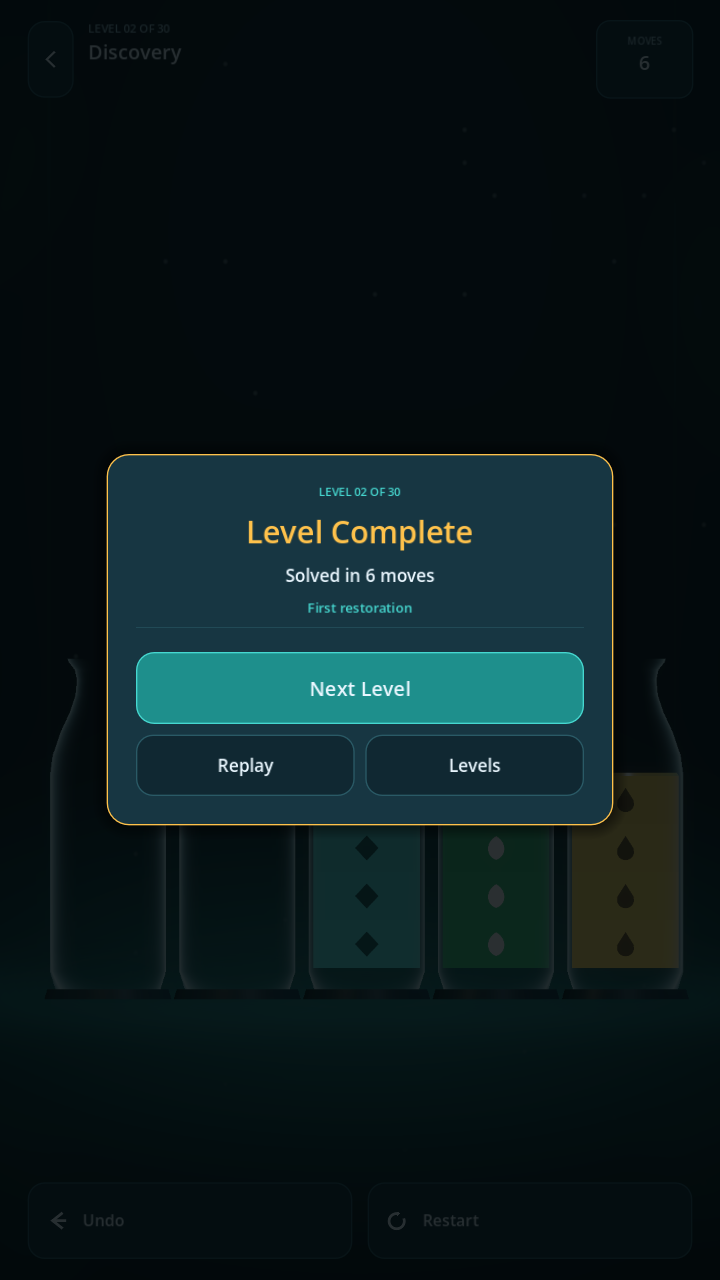 LEVEL 02 OF 30
Discovery
MOVES
6
LEVEL 02 OF 30
Level Complete
Solved in 6 moves
First restoration
Next Level
Replay
Levels
Undo
Restart